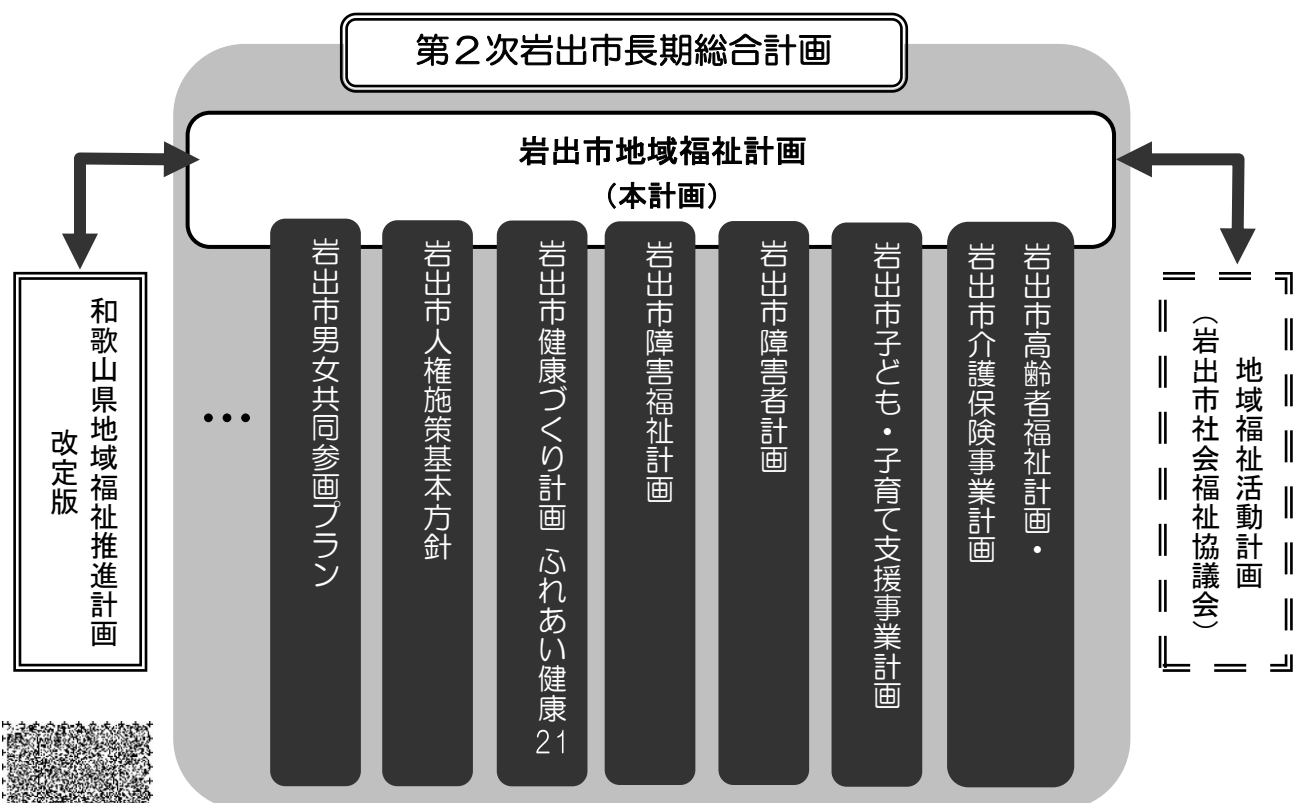 第２次岩出市長期総合計画
岩出市地域福祉計画
（本計画）
岩出市高齢者福祉計画・
岩出市介護保険事業計画
岩出市子ども・子育て支援事業計画
岩出市障害者計画
岩出市障害福祉計画
岩出市健康づくり計画 ふれあい健康21
岩出市人権施策基本方針
岩出市男女共同参画プラン
…
和歌山県地域福祉推進計画
改定版
地域福祉活動計画
（岩出市社会福祉協議会）